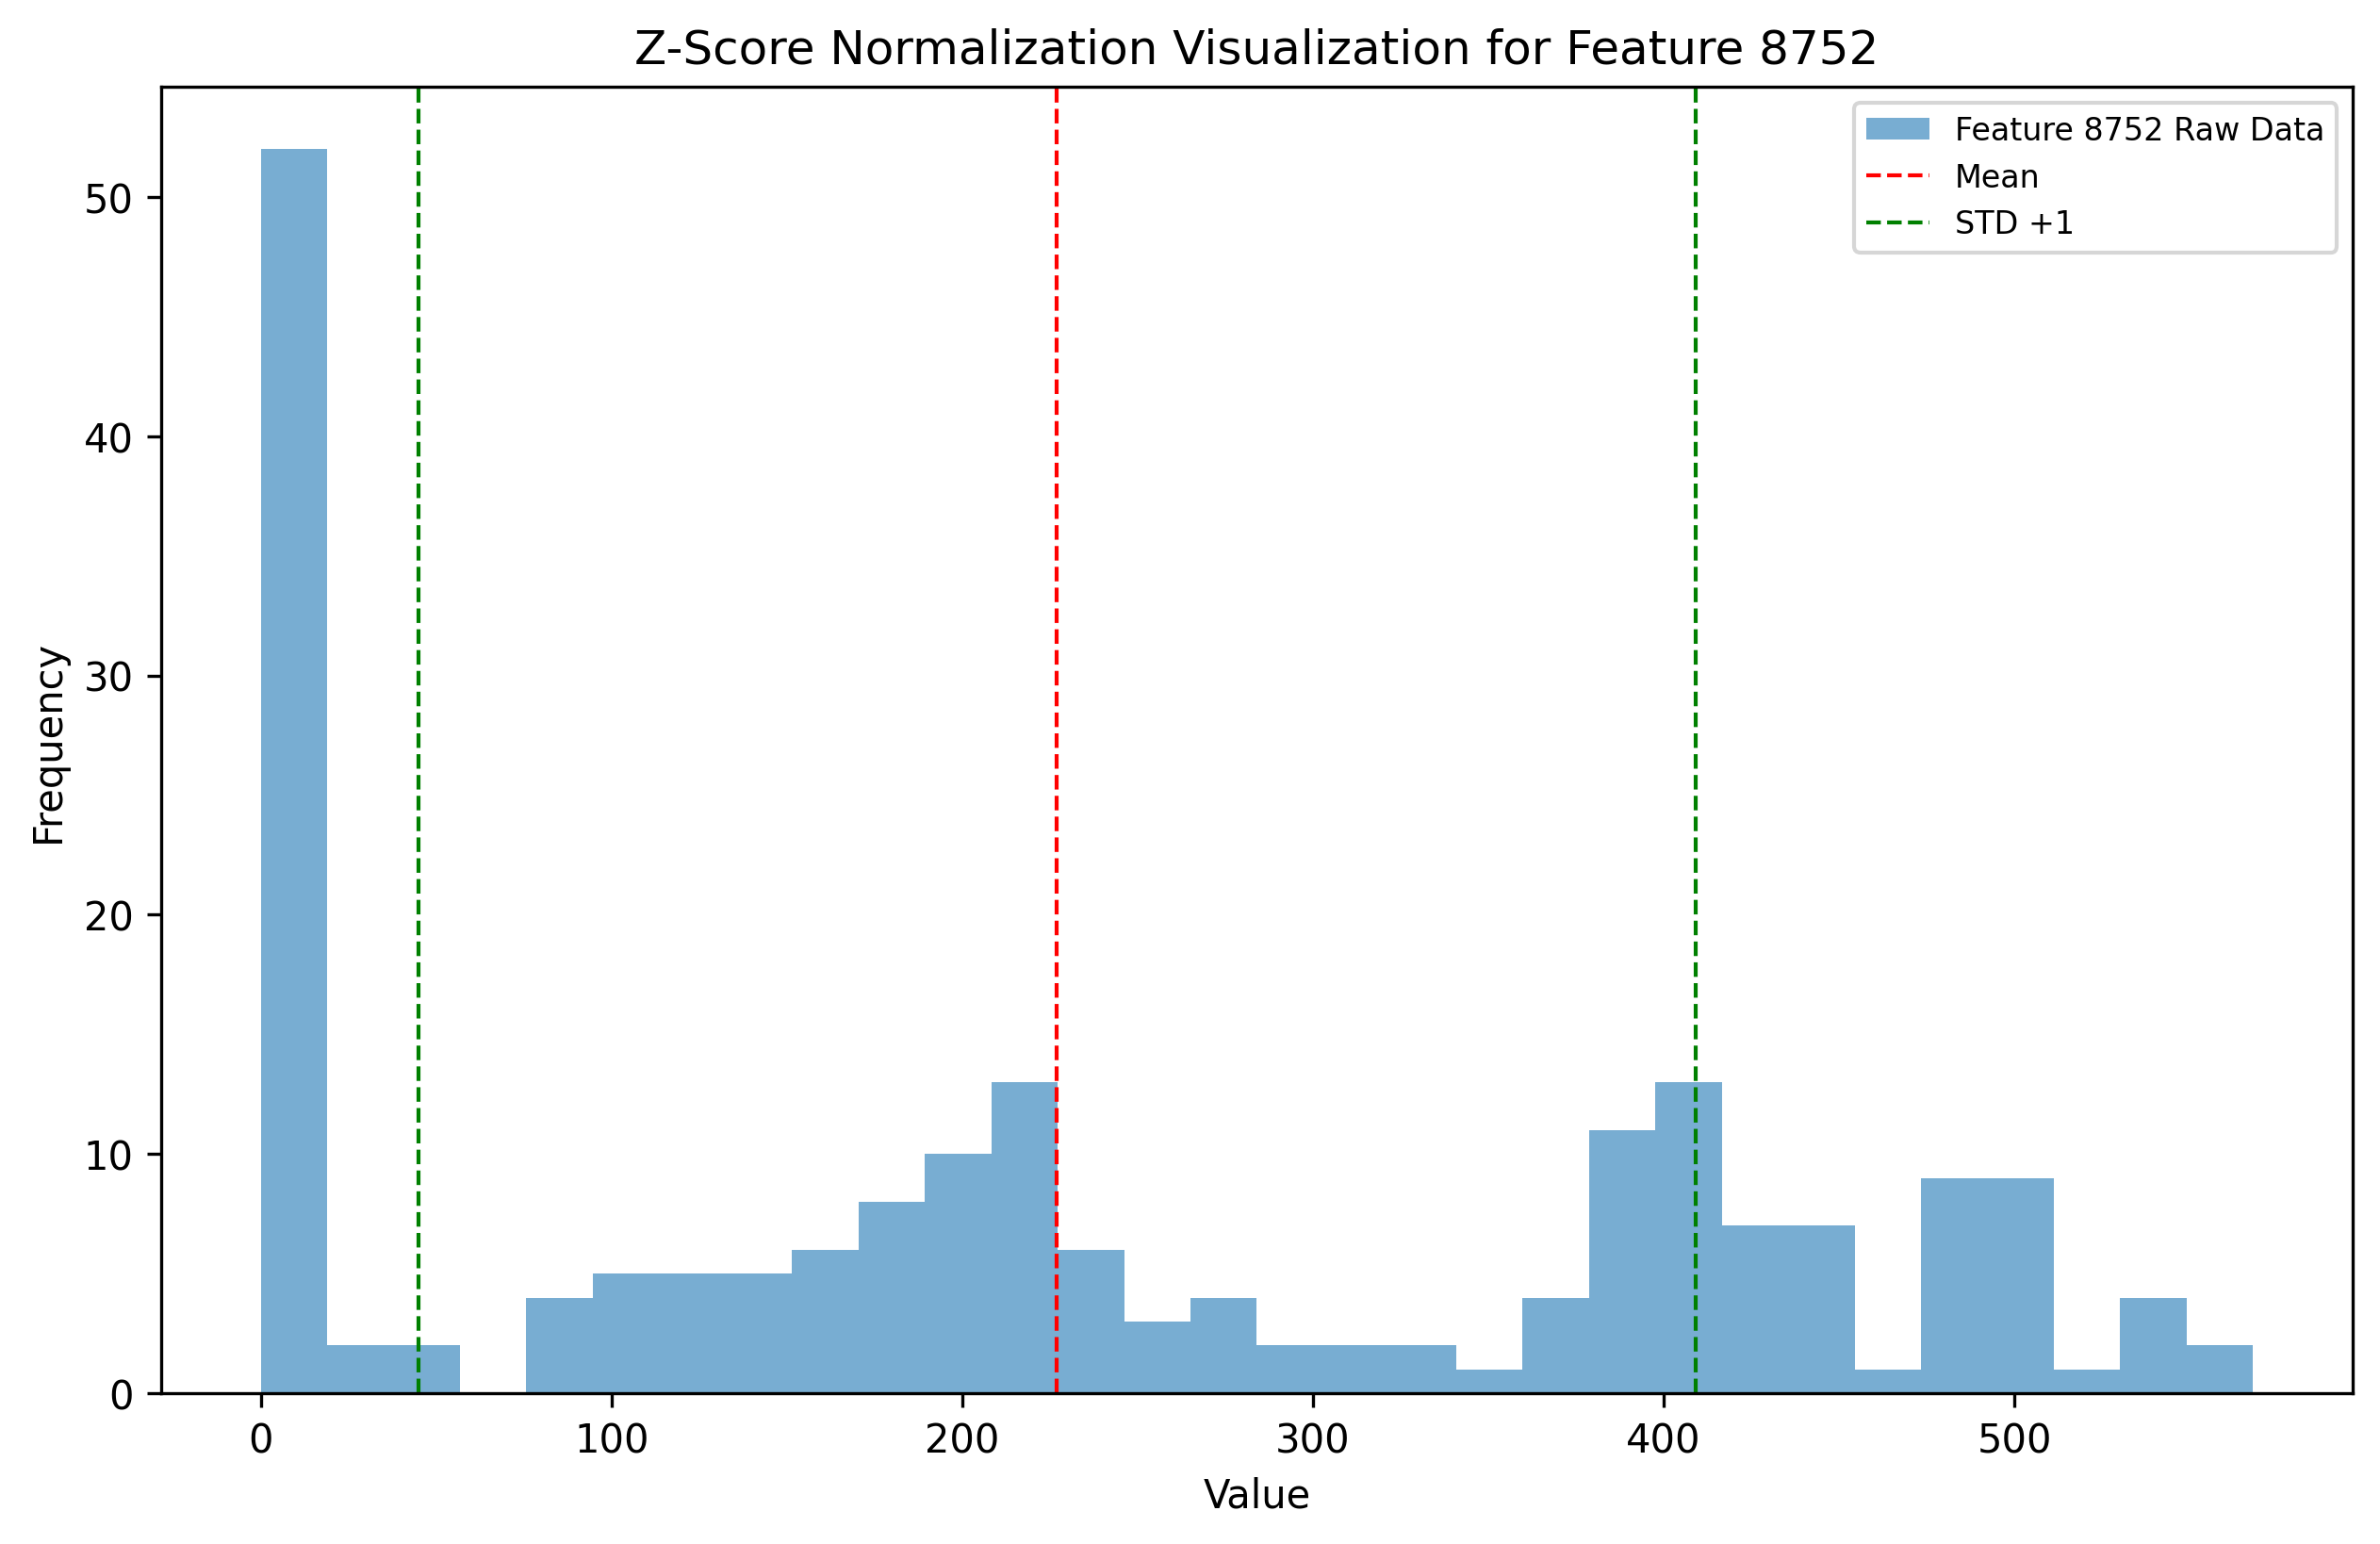 Z-Score Normalization Visualization for Feature 8752
Feature 8752 Raw Data
Mean
STD +1
Frequency
50
40
30
20
10
0
0 100 200 300 400 500
Value